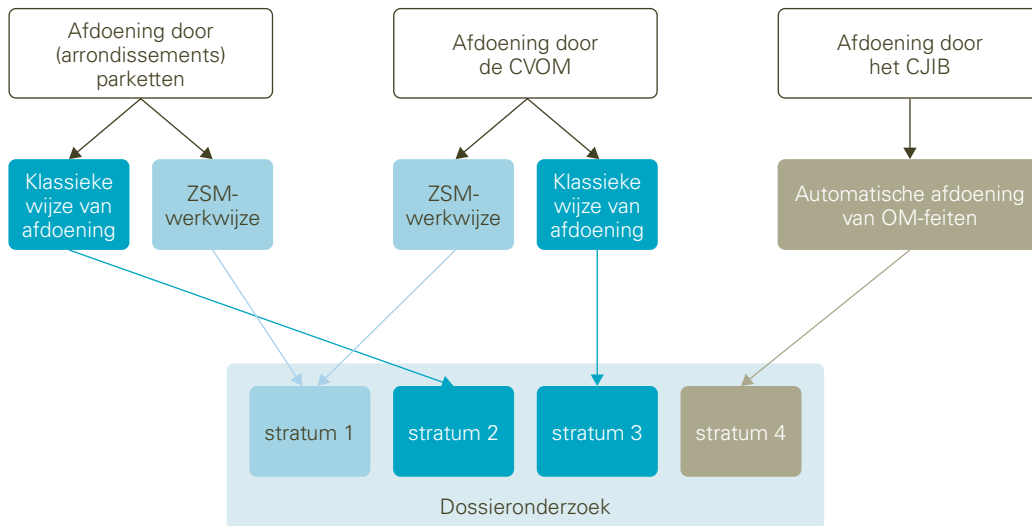 Afdoening door
(arrondissements)
parketten
Afdoening door
de CVOM
Afdoening door
het CJIB
Klassieke
wijze van
afdoening
ZSM-
werkwijze
ZSM-
werkwijze
Klassieke
wijze van
afdoening
Automatische afdoening
van OM-feiten
stratum 1
stratum 2
stratum 3
stratum 4
Dossieronderzoek